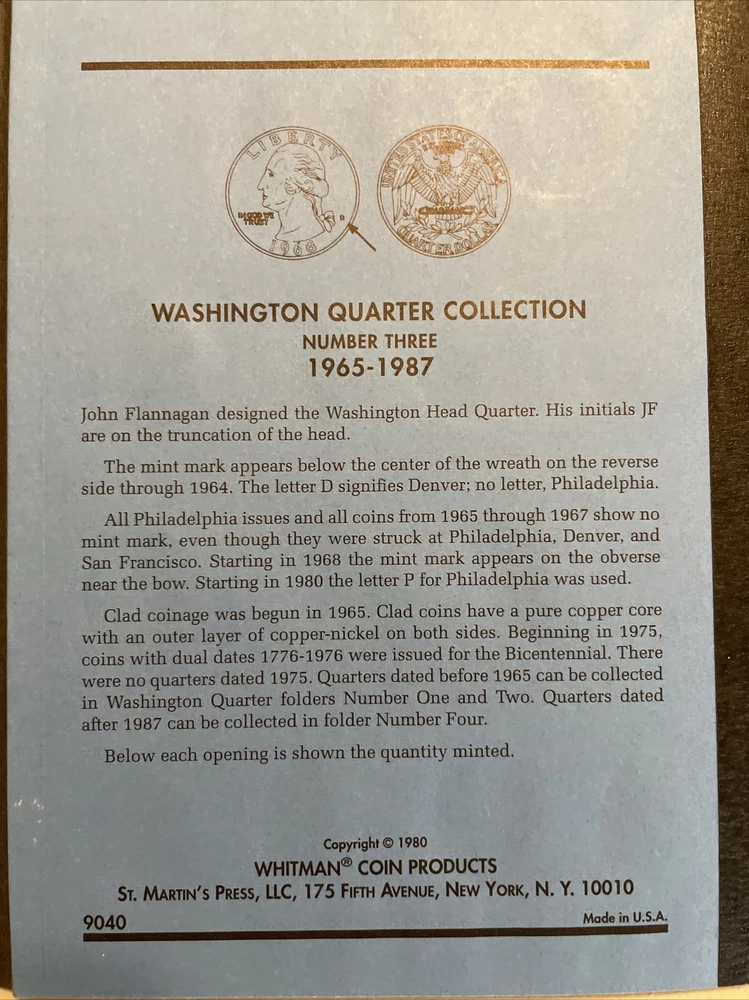 LIBERTY
IN GOD WE
TRUST
D
1968
UNITED STATES OF AMERICA
QUARTER DOLLAR
WASHINGTON QUARTER COLLECTION
NUMBER THREE
1965-1987
John Flannagan designed the Washington Head Quarter. His initials JF
are on the truncation of the head.
The mint mark appears below the center of the wreath on the reverse
side through 1964. The letter D signifies Denver; no letter, Philadelphia.
All Philadelphia issues and all coins from 1965 through 1967 show no
mint mark, even though they were struck at Philadelphia, Denver, and
San Francisco. Starting in 1968 the mint mark appears on the obverse
near the bow. Starting in 1980 the letter P for Philadelphia was used.
Clad coinage was begun in 1965. Clad coins have a pure copper core
with an outer layer of copper-nickel on both sides. Beginning in 1975,
coins with dual dates 1776-1976 were issued for the Bicentennial. There
were no quarters dated 1975. Quarters dated before 1965 can be collected
in Washington Quarter folders Number One and Two. Quarters dated
after 1987 can be collected in folder Number Four.
Below each opening is shown the quantity minted.
Copyright © 1980
WHITMAN® COIN PRODUCTS
ST. MARTIN'S PRESS, LLC, 175 FIFTH AVENUE, NEW YORK, N. Y. 10010
9040
Made in U.S.A.